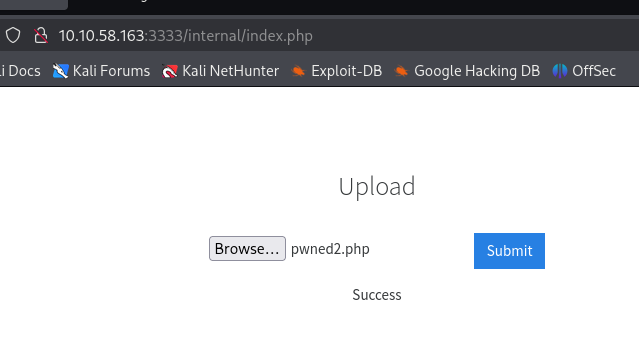 10.10.58.163:3333/internal/index.php
li Docs Kali Forums Kali NetHunter Exploit-DB Google Hacking DB OffSec
Upload
Browse... pwned2.php Submit
Success